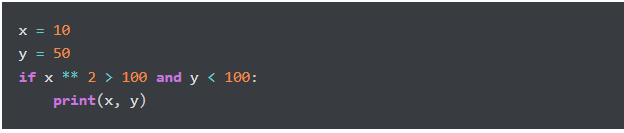 x = 10
y = 50
if x ** 2 > 100 and y < 100:
    print(x, y)